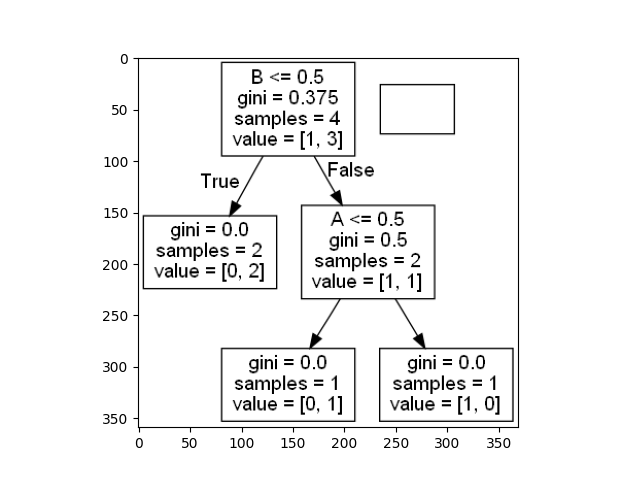 B <= 0.5
gini = 0.375
samples = 4
value = [1, 3]
True
False
gini = 0.0
samples = 2
value = [0, 2]
A <= 0.5
gini = 0.5
samples = 2
value = [1, 1]
gini = 0.0
samples = 1
value = [0, 1]
gini = 0.0
samples = 1
value = [1, 0]
0
50
100
150
200
250
300
350
0
50
100
150
200
250
300
350